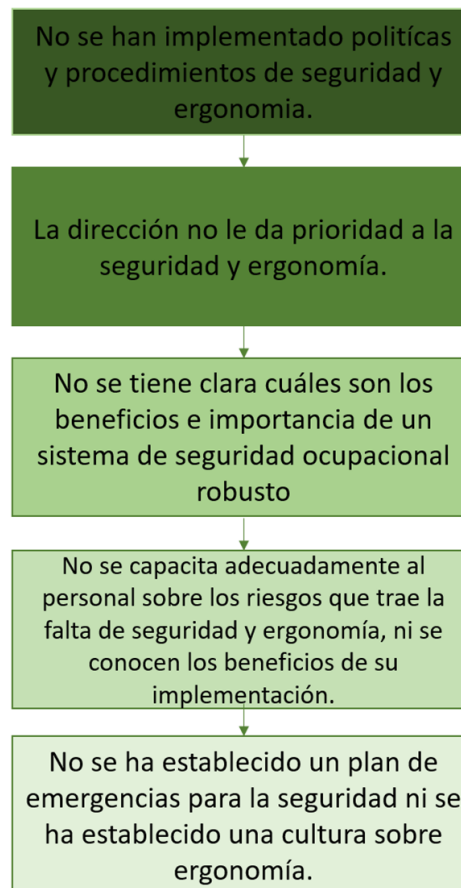 No se han implementado politícas
y procedimientos de seguridad y
ergonomia.
La dirección no le da prioridad a la
seguridad y ergonomía.
No se tiene clara cuáles son los
beneficios e importancia de un
sistema de seguridad ocupacional
robusto
No se capacita adecuadamente al
personal sobre los riesgos que trae la
falta de seguridad y ergonomía, ni se
conocen los beneficios de su
implementación.
No se ha establecido un plan de
emergencias para la seguridad ni se
ha establecido una cultura sobre
ergonomía.